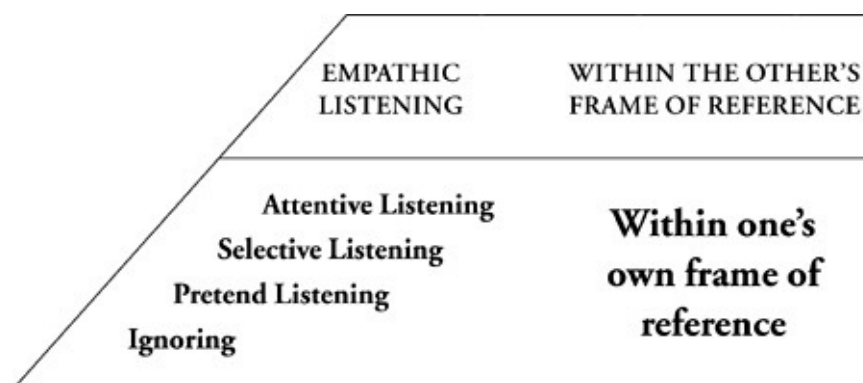 EMPATHIC
LISTENING
WITHIN THE OTHER'S
FRAME OF REFERENCE
Attentive Listening
Selective Listening
Pretend Listening
Ignoring
Within one's
own frame of
reference